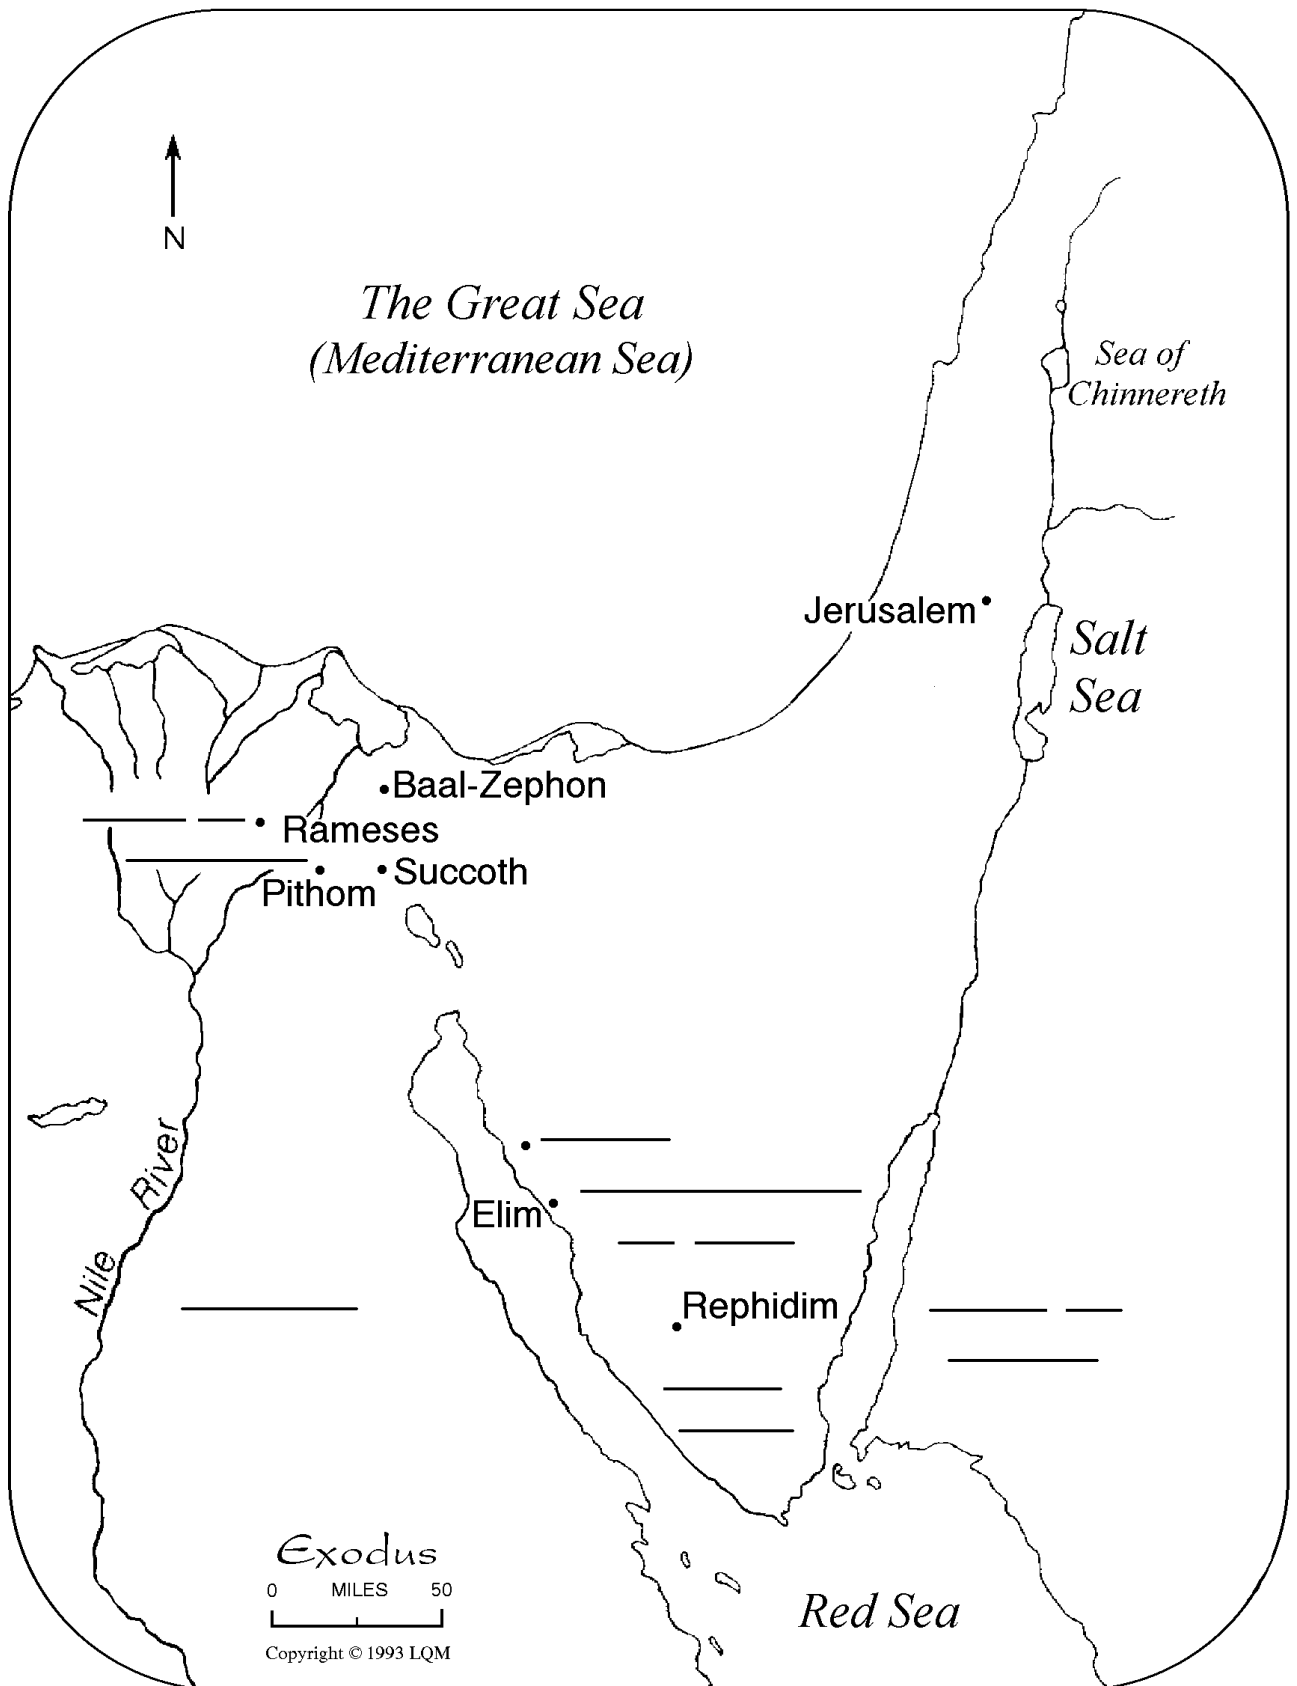 N
The Great Sea
(Mediterranean Sea)
Sea of
Chinnereth
Jerusalem
Salt
Sea
Baal-Zephon
Rameses
Succoth
Pithom
Nile River
Elim
Rephidim
Exodus
0 MILES 50
Copyright © 1993 LQM
Red Sea